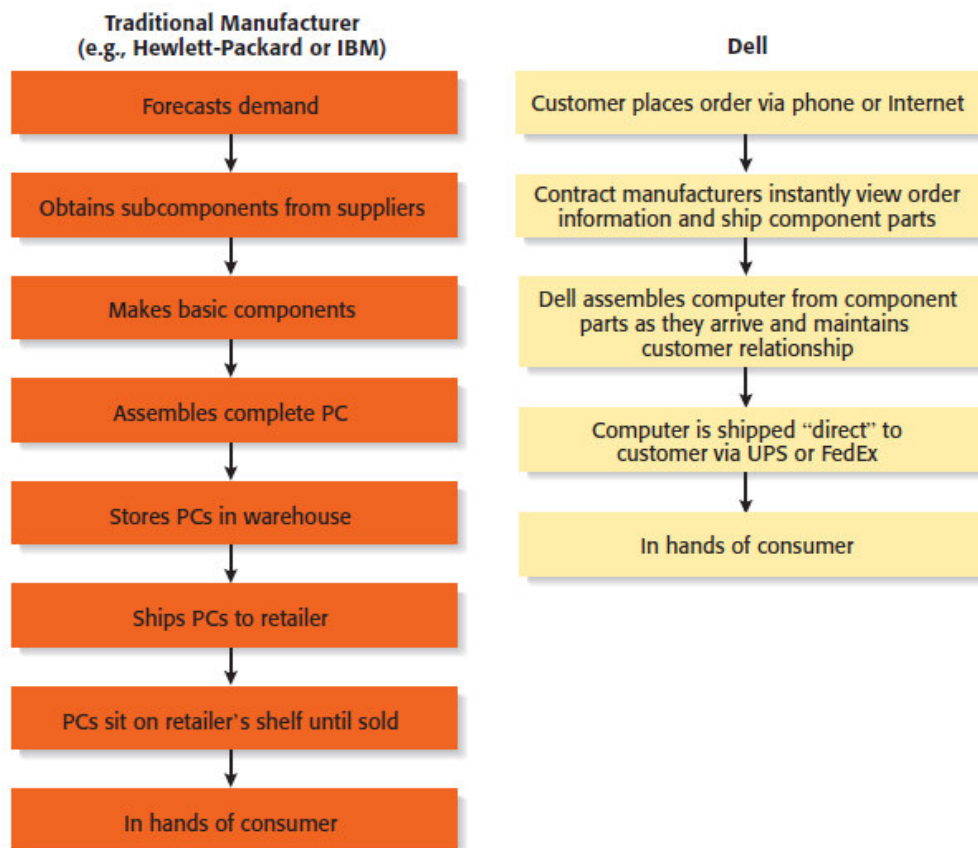 Traditional Manufacturer
(e.g., Hewlett-Packard or IBM)
Forecasts demand
Obtains subcomponents from suppliers
Makes basic components
Assembles complete PC
Stores PCs in warehouse
Ships PCs to retailer
PCs sit on retailer's shelf until sold
In hands of consumer
Dell
Customer places order via phone or Internet
Contract manufacturers instantly view order
information and ship component parts
Dell assembles computer from component
parts as they arrive and maintains
customer relationship
Computer is shipped “direct” to
customer via UPS or FedEx
In hands of consumer